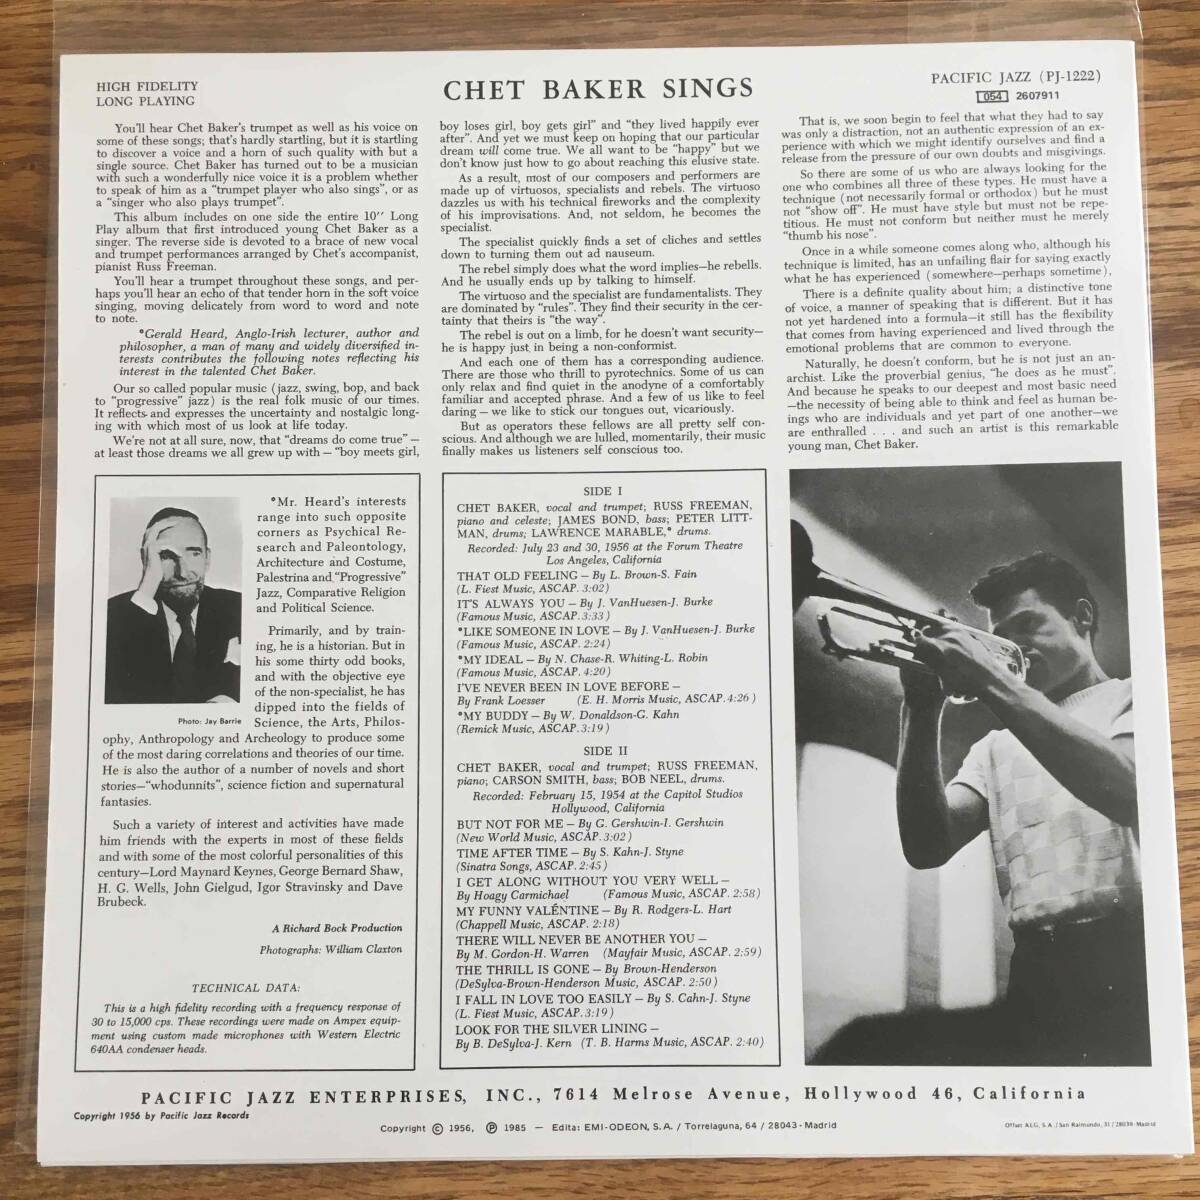 HIGH FIDELITY
LONG PLAYING
CHET BAKER SINGS
PACIFIC JAZZ (PJ-1222)
054 2607911
You'll hear Chet Baker's trumpet as well as his voice on
some of these songs; that's hardly startling, but it is startling
to discover a voice and a horn of such quality with but a
single source. Chet Baker has turned out to be a musician
with such a wonderfully nice voice it is a problem whether
to speak of him as a "trumpet player who also sings", or as
a "singer who also plays trumpet".
This album includes on one side the entire 10'' Long
Play album that first introduced young Chet Baker as a
singer. The reverse side is devoted to a brace of new vocal
and trumpet performances arranged by Chet's accompanist,
pianist Russ Freeman.
You'll hear a trumpet throughout these songs, and per-
haps you'll hear an echo of that tender horn in the soft voice
singing, moving delicately from word to word and note
to note.
*Gerald Heard, Anglo-Irish lecturer, author and
philosopher, a man of many and widely diversified in-
terests contributes the following notes reflecting his
interest in the talented Chet Baker.
Our so called popular music (jazz, swing, bop, and back
to "progressive" jazz) is the real folk music of our times.
It reflects and expresses the uncertainty and nostalgic long-
ing with which most of us look at life today.
We're not at all sure, now, that "dreams do come true" —
at least those dreams we all grew up with — "boy meets girl,
boy loses girl, boy gets girl" and "they lived happily ever
after". And yet we must keep on hoping that our particular
dream will come true. We all want to be "happy" but we
don't know just how to go about reaching this elusive state.
As a result, most of our composers and performers are
made up of virtuosos, specialists and rebels. The virtuoso
dazzles us with his technical fireworks and the complexity
of his improvisations. And, not seldom, he becomes the
specialist.
The specialist quickly finds a set of cliches and settles
down to turning them out ad nauseum.
The rebel simply does what the word implies—he rebells.
And he usually ends up by talking to himself.
The virtuoso and the specialist are fundamentalists. They
are dominated by "rules". They find their security in the cer-
tainty that theirs is "the way".
The rebel is out on a limb, for he doesn't want security—
he is happy just in being a non-conformist.
And each one of them has a corresponding audience.
There are those who thrill to pyrotechnics. Some of us can
only relax and find quiet in the anodyne of a comfortably
familiar and accepted phrase. And a few of us like to feel
daring — we like to stick our tongues out, vicariously.
But as operators these fellows are all pretty self con-
scious. And although we are lulled, momentarily, their music
finally makes us listeners self conscious too.
That is, we soon begin to feel that what they had to say
was only a distraction, not an authentic expression of an ex-
perience with which we might identify ourselves and find a
release from the pressure of our own doubts and misgivings.
So there are some of us who are always looking for the
one who combines all three of these types. He must have a
technique (not necessarily formal or orthodox) but he must
not "show off". He must have style but must not be repe-
titious. He must not conform but neither must he merely
"thumb his nose".
Once in a while someone comes along who, although his
technique is limited, has an unfailing flair for saying exactly
what he has experienced (somewhere—perhaps sometime),
There is a definite quality about him; a distinctive tone
of voice, a manner of speaking that is different. But it has
not yet hardened into a formula—it still has the flexibility
that comes from having experienced and lived through the
emotional problems that are common to everyone.
Naturally, he doesn't conform, but he is not just an an-
archist. Like the proverbial genius, "he does as he must".
And because he speaks to our deepest and most basic need
—the necessity of being able to think and feel as human be-
ings who are individuals and yet part of one another—we
are enthralled . . . and such an artist is this remarkable
young man, Chet Baker.
*Mr. Heard's interests
range into such opposite
corners as Psychical Re-
search and Paleontology,
Architecture and Costume,
Palestrina and "Progressive"
Jazz, Comparative Religion
and Political Science.
Primarily, and by train-
ing, he is a historian. But in
his some thirty odd books,
and with the objective eye
of the non-specialist, he has
dipped into the fields of
Photo: Jay Barrie
Science, the Arts, Philos-
ophy, Anthropology and Archeology to produce some
of the most daring correlations and theories of our time.
He is also the author of a number of novels and short
stories—"whodunnits", science fiction and supernatural
fantasies.
Such a variety of interest and activities have made
him friends with the experts in most of these fields
and with some of the most colorful personalities of this
century—Lord Maynard Keynes, George Bernard Shaw,
H. G. Wells, John Gielgud, Igor Stravinsky and Dave
Brubeck.
A Richard Bock Production
Photographs: William Claxton
TECHNICAL DATA:
This is a high fidelity recording with a frequency response of
30 to 15,000 cps. These recordings were made on Ampex equip-
ment using custom made microphones with Western Electric
640AA condenser heads.
SIDE I
CHET BAKER, vocal and trumpet; RUSS FREEMAN,
piano and celeste; JAMES BOND, bass; PETER LITT-
MAN, drums; LAWRENCE MARABLE,* drums.
Recorded: July 23 and 30, 1956 at the Forum Theatre
Los Angeles, California
THAT OLD FEELING — By L. Brown-S. Fain
(L. Fiest Music, ASCAP. 3:02)
IT'S ALWAYS YOU — By J. VanHuesen-J. Burke
(Famous Music, ASCAP. 3:33)
*LIKE SOMEONE IN LOVE — By J. VanHuesen-J. Burke
(Famous Music, ASCAP. 2:24)
*MY IDEAL — By N. Chase-R. Whiting-L. Robin
(Famous Music, ASCAP. 4:20)
I'VE NEVER BEEN IN LOVE BEFORE —
By Frank Loesser (E. H. Morris Music, ASCAP. 4:26)
*MY BUDDY — By W. Donaldson-G. Kahn
(Remick Music, ASCAP. 3:19)
SIDE II
CHET BAKER, vocal and trumpet; RUSS FREEMAN,
piano; CARSON SMITH, bass; BOB NEEL, drums.
Recorded: February 15, 1954 at the Capitol Studios
Hollywood, California
BUT NOT FOR ME — By G. Gershwin-I. Gershwin
(New World Music, ASCAP. 3:02)
TIME AFTER TIME — By S. Kahn-J. Styne
(Sinatra Songs, ASCAP. 2:45)
I GET ALONG WITHOUT YOU VERY WELL —
By Hoagy Carmichael (Famous Music, ASCAP. 2:58)
MY FUNNY VALÉNTINE — By R. Rodgers-L. Hart
(Chappell Music, ASCAP. 2:18)
THERE WILL NEVER BE ANOTHER YOU —
By M. Gordon-H. Warren (Mayfair Music, ASCAP. 2:59)
THE THRILL IS GONE — By Brown-Henderson
(DeSylva-Brown-Henderson Music, ASCAP. 2:50)
I FALL IN LOVE TOO EASILY — By S. Cahn-J. Styne
(L. Fiest Music, ASCAP. 3:19)
LOOK FOR THE SILVER LINING —
By B. DeSylva-J. Kern (T. B. Harms Music, ASCAP. 2:40)
PACIFIC JAZZ ENTERPRISES, INC., 7614 Melrose Avenue, Hollywood 46, California
Copyright 1956 by Pacific Jazz Records
Copyright © 1956, ℗ 1985 — Edita: EMI-ODEON, S.A. / Torrelaguna, 64 / 28043 - Madrid
Offset A.E.G, S.A. / San Raimundo, 31 / 28039-Madrid